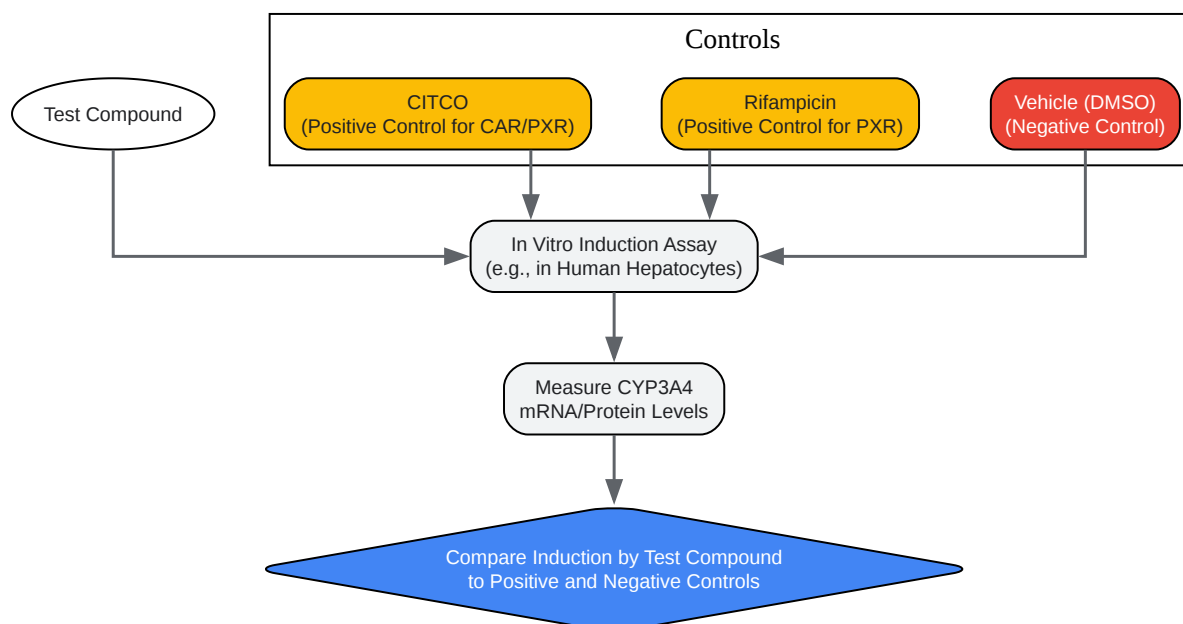 Controls
Test Compound
CITCO
(Positive Control for CAR/PXR)
Rifampicin
(Positive Control for PXR)
Vehicle (DMSO)
(Negative Control)
In Vitro Induction Assay
(e.g., in Human Hepatocytes)
Measure CYP3A4
mRNA/Protein Levels
Compare Induction by Test Compound
to Positive and Negative Controls